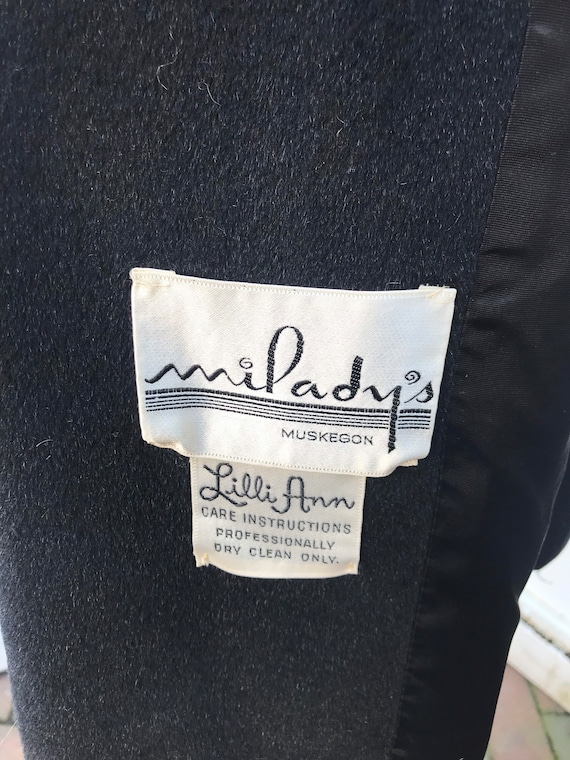 milady's
MUSKEGON
Lilli Ann
CARE INSTRUCTIONS
PROFESSIONALLY
DRY CLEAN ONLY.